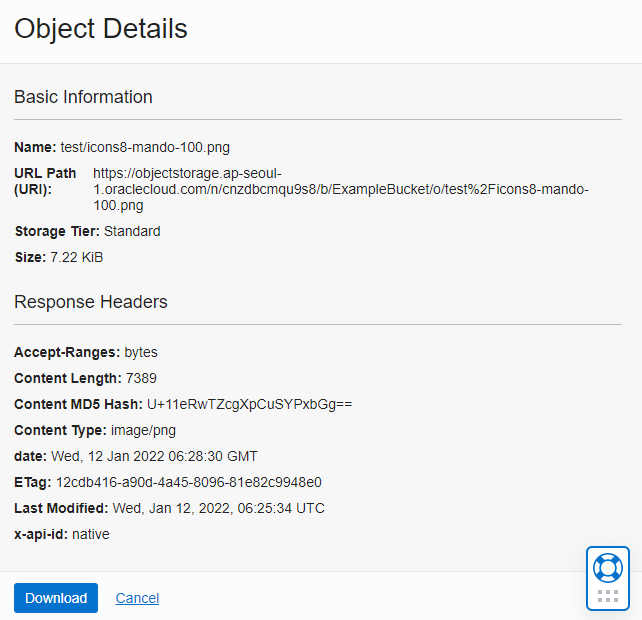 Object Details
Basic Information
Name: test/icons8-mando-100.png
URL Path (URI): https://objectstorage.ap-seoul-
1.oraclecloud.com/n/cnzdbcmqu9s8/b/ExampleBucket/o/test%2Ficons8-mando-
100.png
Storage Tier: Standard
Size: 7.22 KiB
Response Headers
Accept-Ranges: bytes
Content Length: 7389
Content MD5 Hash: U+11eRwTZcgXpCuSYPxbGg==
Content Type: image/png
date: Wed, 12 Jan 2022 06:28:30 GMT
ETag: 12cdb416-a90d-4a45-8096-81e82c9948e0
Last Modified: Wed, Jan 12, 2022, 06:25:34 UTC
x-api-id: native
Download Cancel